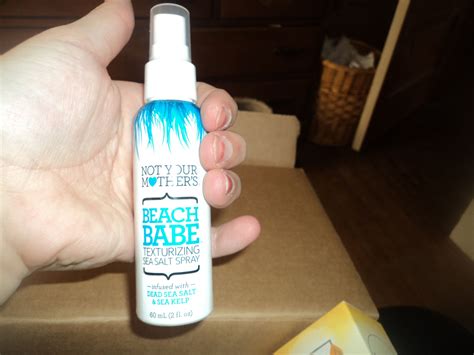 NOT YOUR
MOTHER'S
BEACH
BABE
TEXTURIZING
SEA SALT SPRAY
infused with
DEAD SEA SALT
& SEA KELP
60 mL (2 fl. oz)